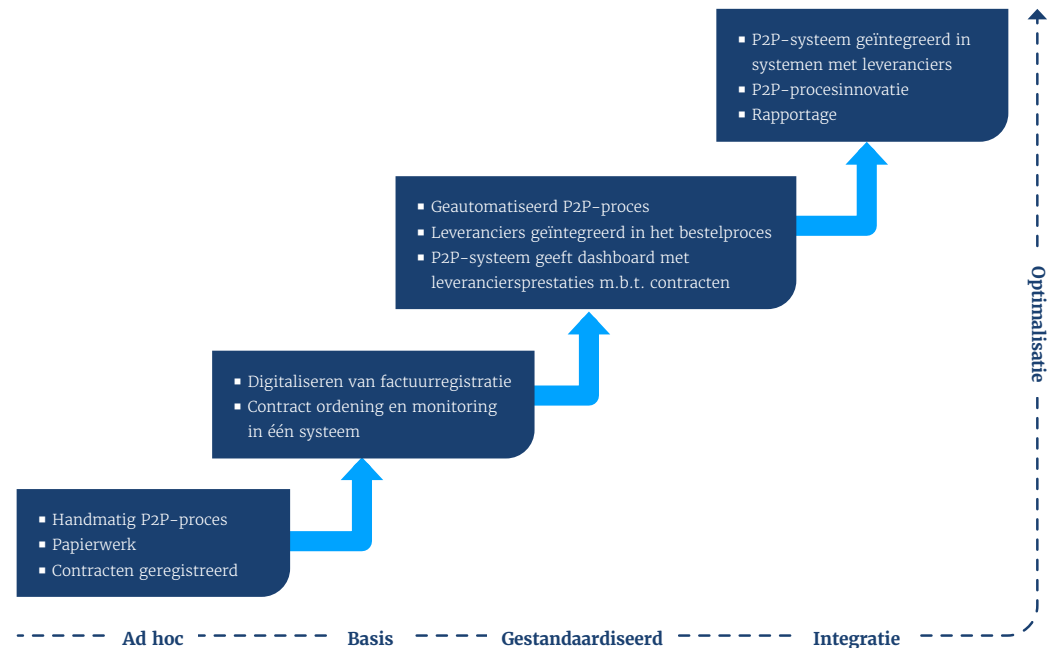 ▪ P2P-systeem geïntegreerd in
systemen met leveranciers
▪ P2P-procesinnovatie
▪ Rapportage
▪ Geautomatiseerd P2P-proces
▪ Leveranciers geïntegreerd in het bestelproces
▪ P2P-systeem geeft dashboard met
leveranciersprestaties m.b.t. contracten
▪ Digitaliseren van factuurregistratie
▪ Contract ordening en monitoring
in één systeem
▪ Handmatig P2P-proces
▪ Papierwerk
▪ Contracten geregistreerd
Ad hoc
Basis
Gestandaardiseerd
Integratie
Optimalisatie